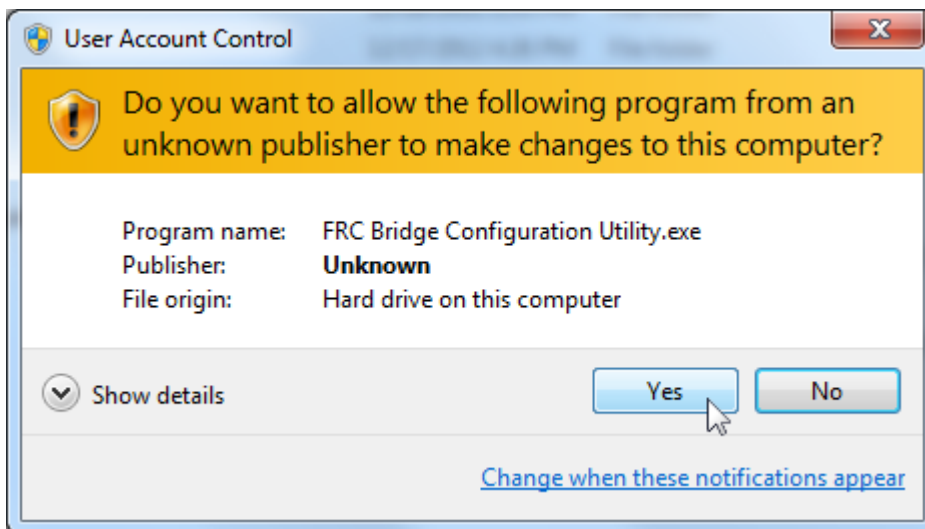 User Account Control
Do you want to allow the following program from an
unknown publisher to make changes to this computer?
Program name: FRC Bridge Configuration Utility.exe
Publisher: Unknown
File origin: Hard drive on this computer
Show details
Yes
No
Change when these notifications appear